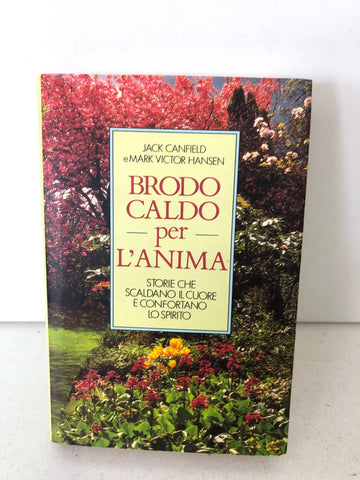 JACK CANFIELD
e MARK VICTOR HANSEN
BRODO
CALDO
per
L'ANIMA
STORIE CHE
SCALDANO IL CUORE
E CONFORTANO
LO SPIRITO